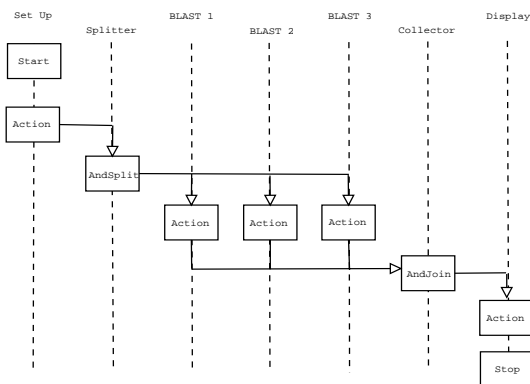 Set Up
Splitter
BLAST 1
BLAST 2
BLAST 3
Collector
Display
Start
Action
AndSplit
Action
Action
Action
AndJoin
Action
Stop